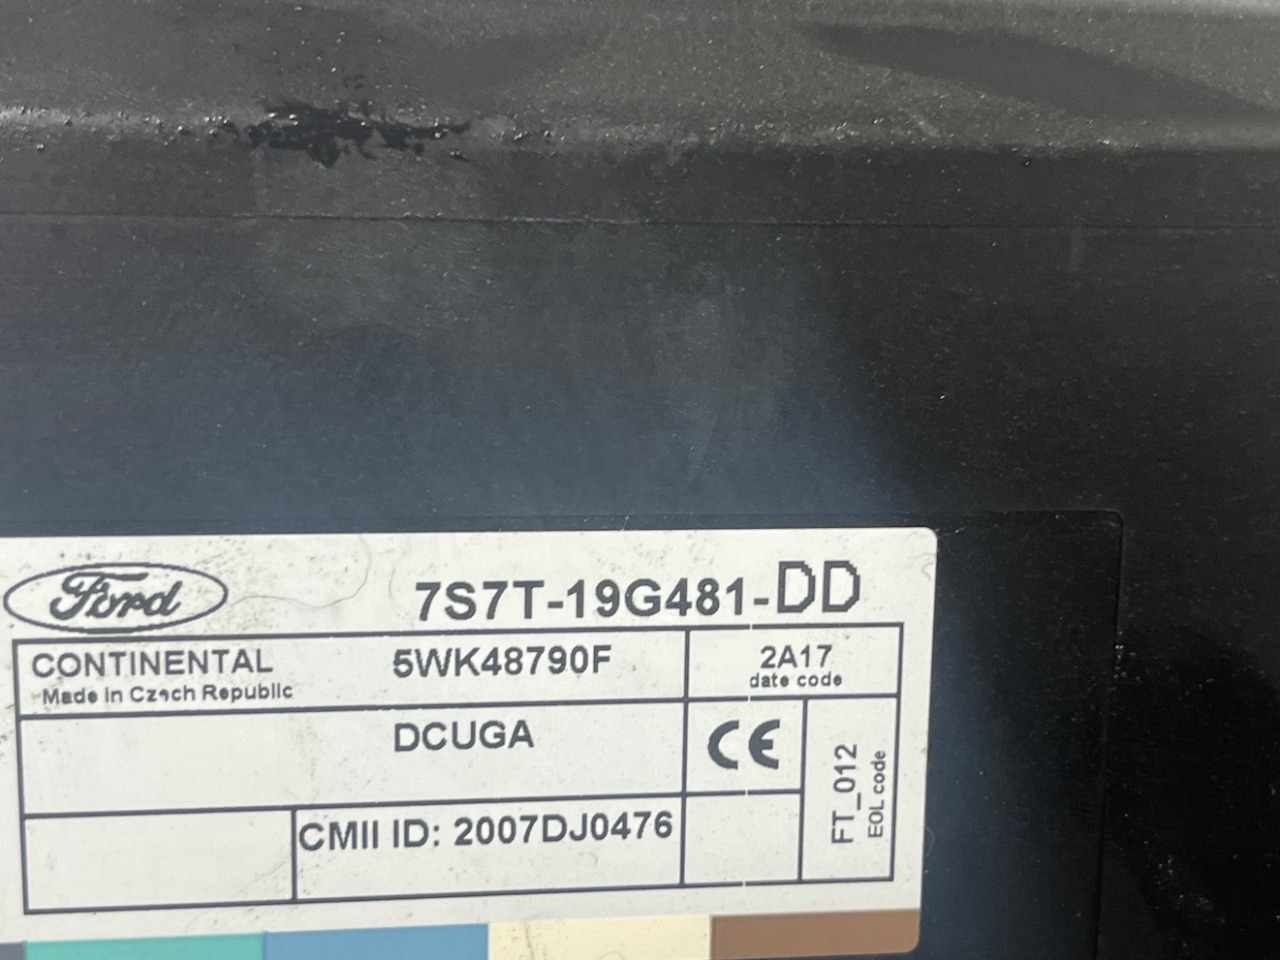 Ford
7S7T-19G481-DD
CONTINENTAL
Made in Czech Republic
5WK48790F
2A17
date code
DCUGA
CE
FT_012
EOL code
CMII ID: 2007DJ0476